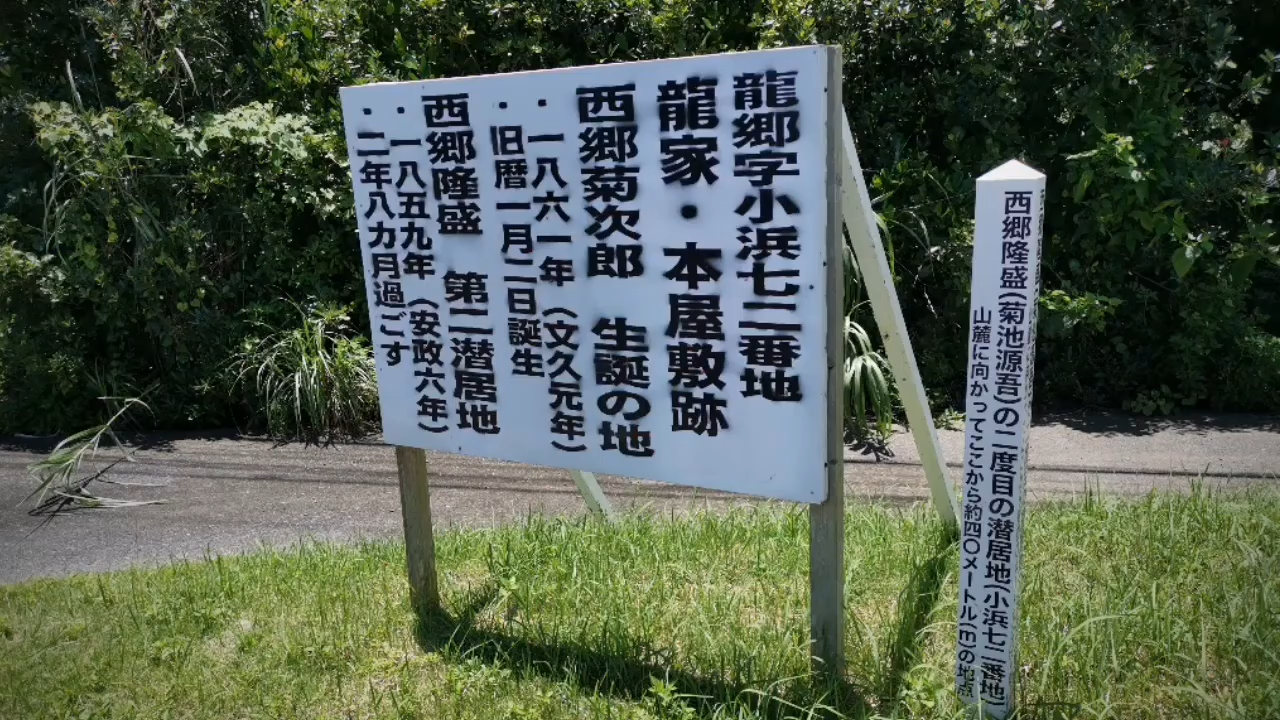 龍郷字小浜七二番地
龍家・本屋敷跡
西郷菊次郎 生誕の地
・一八六一年（文久元年）
・旧暦一月二日誕生
西郷隆盛 第二潜居地
・一八五九年（安政六年）
・二年八カ月過ごす
西郷隆盛(菊池源吾)の二度目の潜居地(小浜七二番地)
山麓に向かってここから約四〇メートル(m)の地点